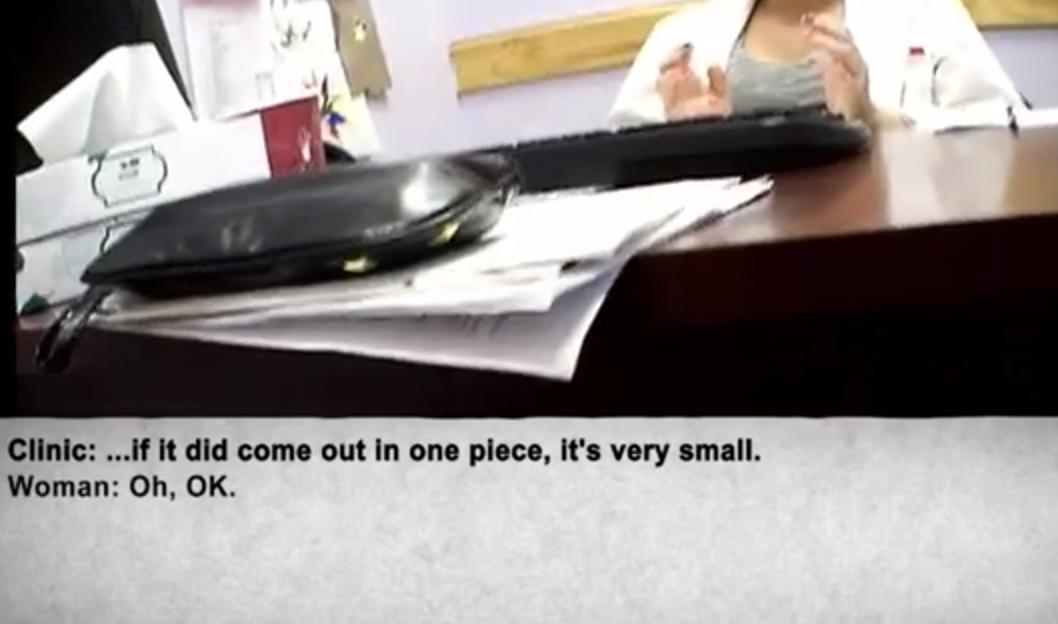 Clinic: ...if it did come out in one piece, it's very small.
Woman: Oh, OK.